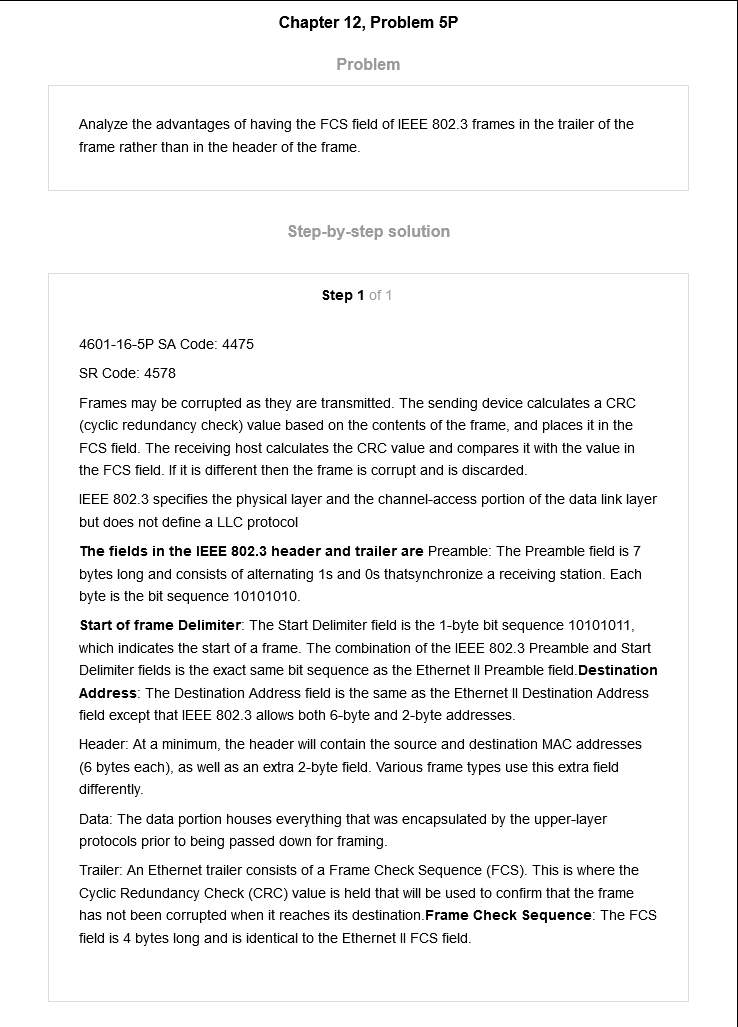 Chapter 12, Problem 5P
Problem
Analyze the advantages of having the FCS field of IEEE 802.3 frames in the trailer of the
frame rather than in the header of the frame.
Step-by-step solution
Step 1 of 1
4601-16-5P SA Code: 4475
SR Code: 4578
Frames may be corrupted as they are transmitted. The sending device calculates a CRC
(cyclic redundancy check) value based on the contents of the frame, and places it in the
FCS field. The receiving host calculates the CRC value and compares it with the value in
the FCS field. If it is different then the frame is corrupt and is discarded.
IEEE 802.3 specifies the physical layer and the channel-access portion of the data link layer
but does not define a LLC protocol
The fields in the IEEE 802.3 header and trailer are Preamble: The Preamble field is 7
bytes long and consists of alternating 1s and 0s thatsynchronize a receiving station. Each
byte is the bit sequence 10101010.
Start of frame Delimiter: The Start Delimiter field is the 1-byte bit sequence 10101011,
which indicates the start of a frame. The combination of the IEEE 802.3 Preamble and Start
Delimiter fields is the exact same bit sequence as the Ethernet II Preamble field.Destination
Address: The Destination Address field is the same as the Ethernet II Destination Address
field except that IEEE 802.3 allows both 6-byte and 2-byte addresses.
Header: At a minimum, the header will contain the source and destination MAC addresses
(6 bytes each), as well as an extra 2-byte field. Various frame types use this extra field
differently.
Data: The data portion houses everything that was encapsulated by the upper-layer
protocols prior to being passed down for framing.
Trailer: An Ethernet trailer consists of a Frame Check Sequence (FCS). This is where the
Cyclic Redundancy Check (CRC) value is held that will be used to confirm that the frame
has not been corrupted when it reaches its destination.Frame Check Sequence: The FCS
field is 4 bytes long and is identical to the Ethernet II FCS field.